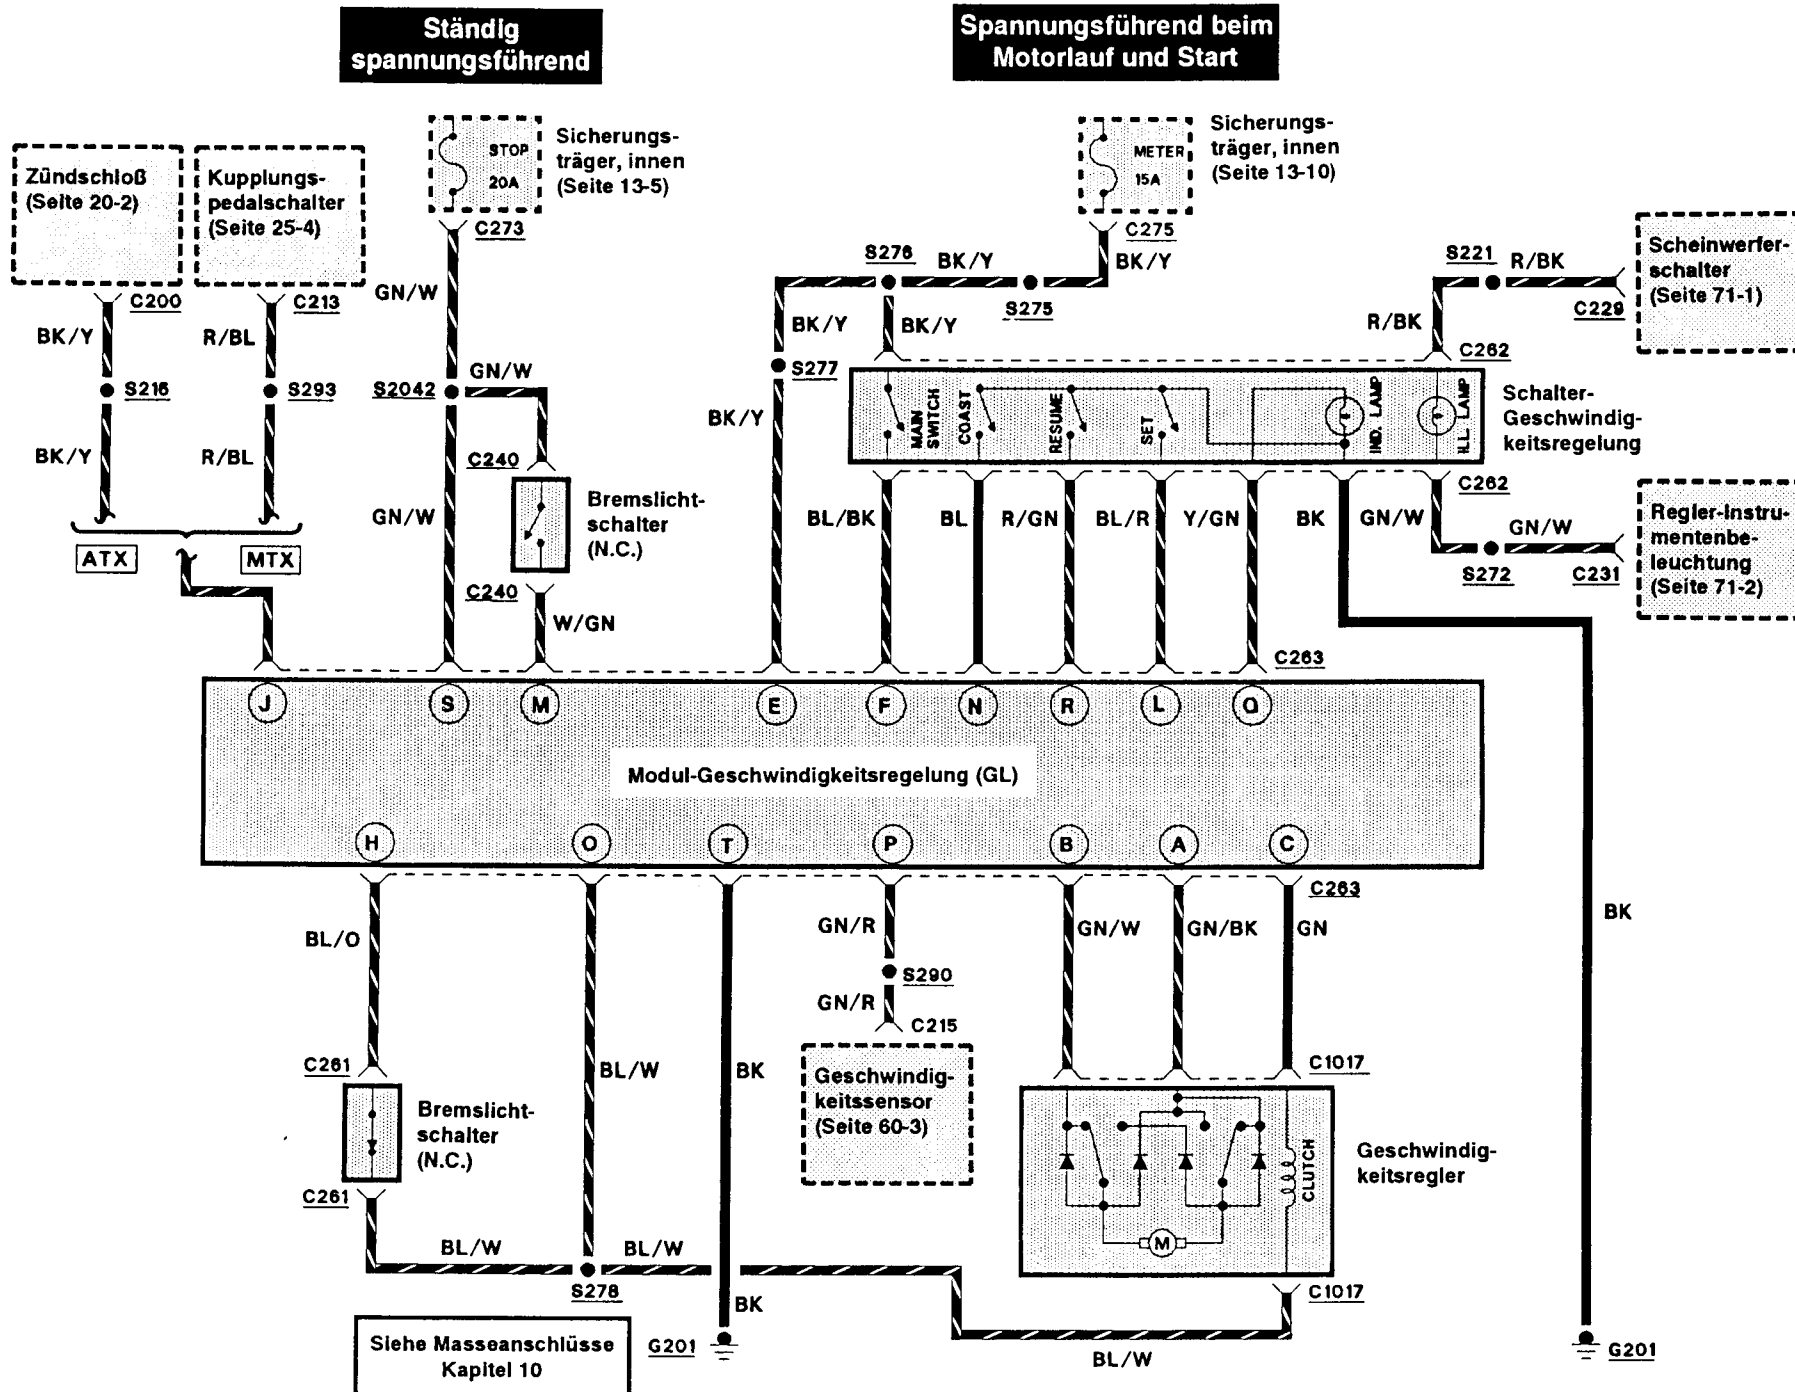 Ständig
spannungsführend
Spannungsführend beim
Motorlauf und Start
Zündschloß
(Seite 20-2)
Kupplungs-
pedalschalter
(Seite 25-4)
STOP
20A
Sicherungs-
träger, innen
(Seite 13-5)
METER
15A
Sicherungs-
träger, innen
(Seite 13-10)
Scheinwerfer-
schalter
(Seite 71-1)
C200
C213
C273
C275
S276
BK/Y
BK/Y
S275
S221
R/BK
C229
GN/W
BK/Y
R/BL
BK/Y
BK/Y
R/BK
C262
S216
S293
S2042
GN/W
S277
BK/Y
MAIN
SWITCH
COAST
RESUME
SET
IND. LAMP
ILL. LAMP
Schalter-
Geschwindig-
keitsregelung
BK/Y
R/BL
C240
C262
GN/W
Bremslicht-
schalter
(N.C.)
BL/BK
BL
R/GN
BL/R
Y/GN
BK
GN/W
GN/W
S272
C231
Regler-Instru-
mentenbe-
leuchtung
(Seite 71-2)
ATX
MTX
C240
W/GN
C263
J
S
M
E
F
N
R
L
Q
Modul-Geschwindigkeitsregelung (GL)
H
O
T
P
B
A
C
C263
BL/O
GN/R
GN/W
GN/BK
GN
BK
S290
GN/R
C215
C261
BL/W
BK
C1017
Geschwindig-
keitssensor
(Seite 60-3)
Bremslicht-
schalter
(N.C.)
CLUTCH
M
Geschwindig-
keitsregler
C261
BL/W
BL/W
S278
BK
C1017
Siehe Masseanschlüsse
Kapitel 10
G201
BL/W
G201